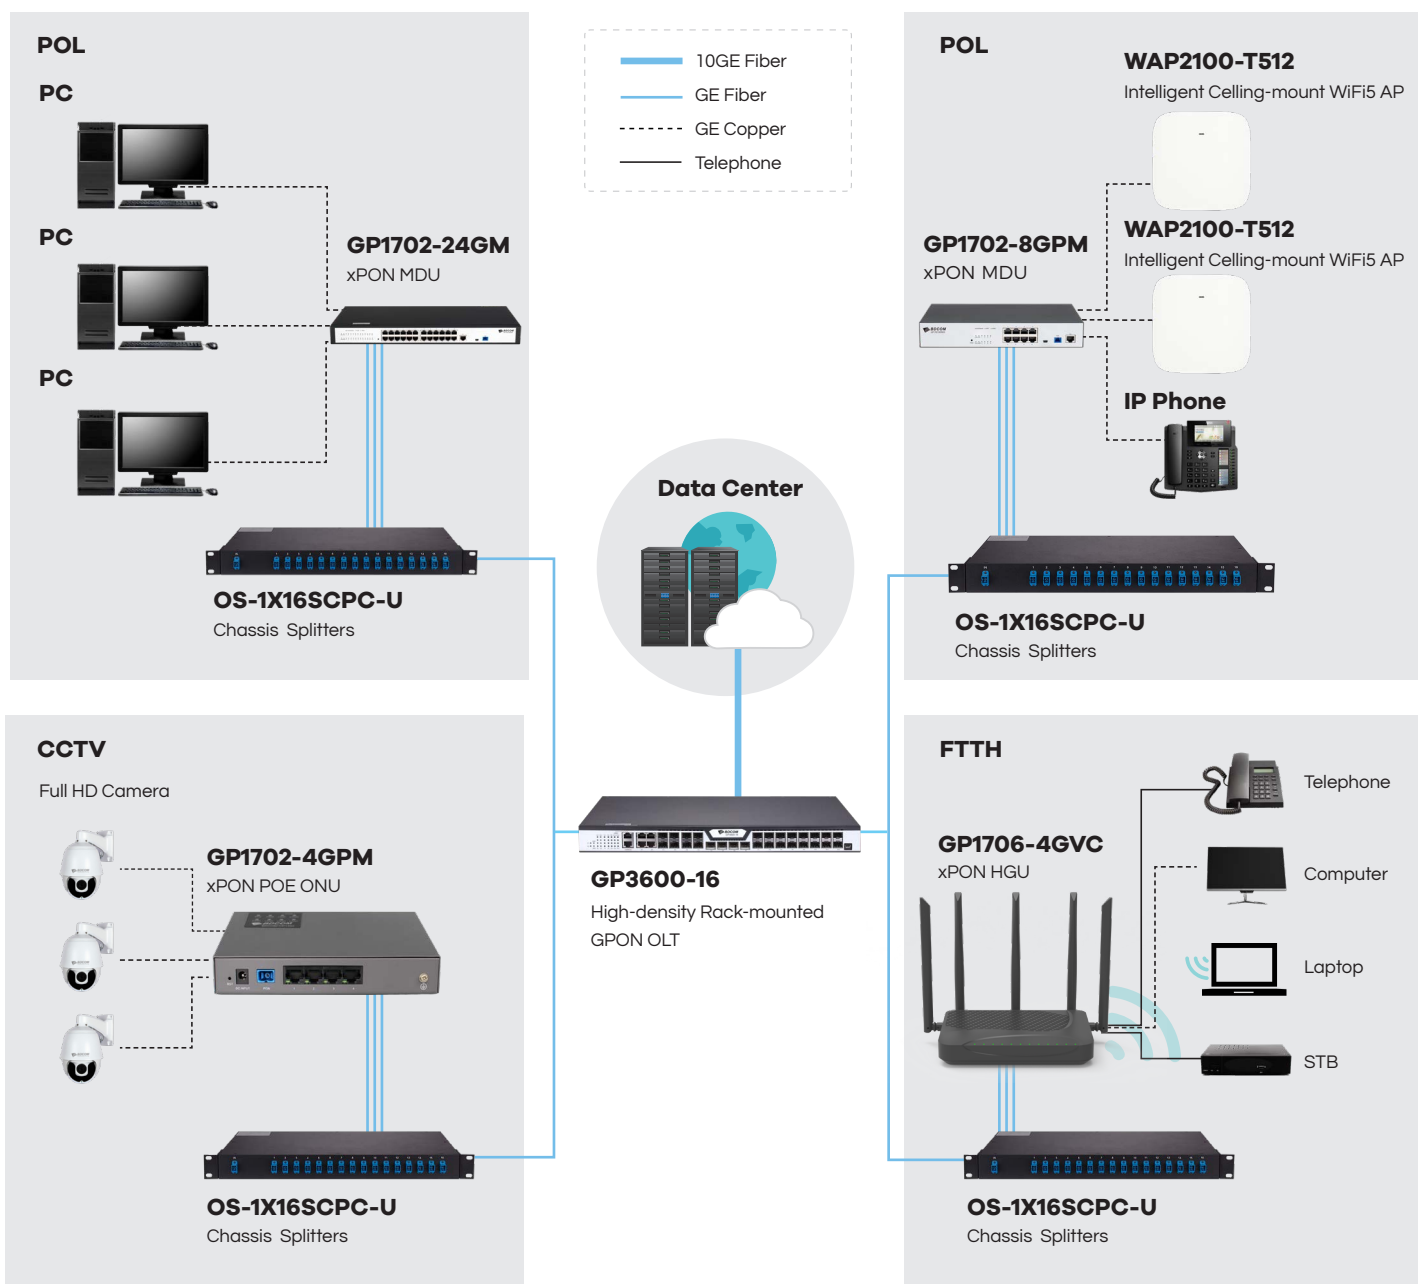 POL
PC
PC
GP1702-24GM
xPON MDU
BDCOM
PC
OS-1X16SCPC-U
Chassis Splitters
10GE Fiber
GE Fiber
GE Copper
Telephone
POL
WAP2100-T512
Intelligent Celling-mount WiFi5 AP
WAP2100-T512
Intelligent Celling-mount WiFi5 AP
GP1702-8GPM
xPON MDU
BDCOM
IP Phone
OS-1X16SCPC-U
Chassis Splitters
Data Center
CCTV
Full HD Camera
GP1702-4GPM
xPON POE ONU
OS-1X16SCPC-U
Chassis Splitters
BDCOM
GP3600-16
High-density Rack-mounted
GPON OLT
FTTH
Telephone
GP1706-4GVC
xPON HGU
Computer
Laptop
STB
OS-1X16SCPC-U
Chassis Splitters